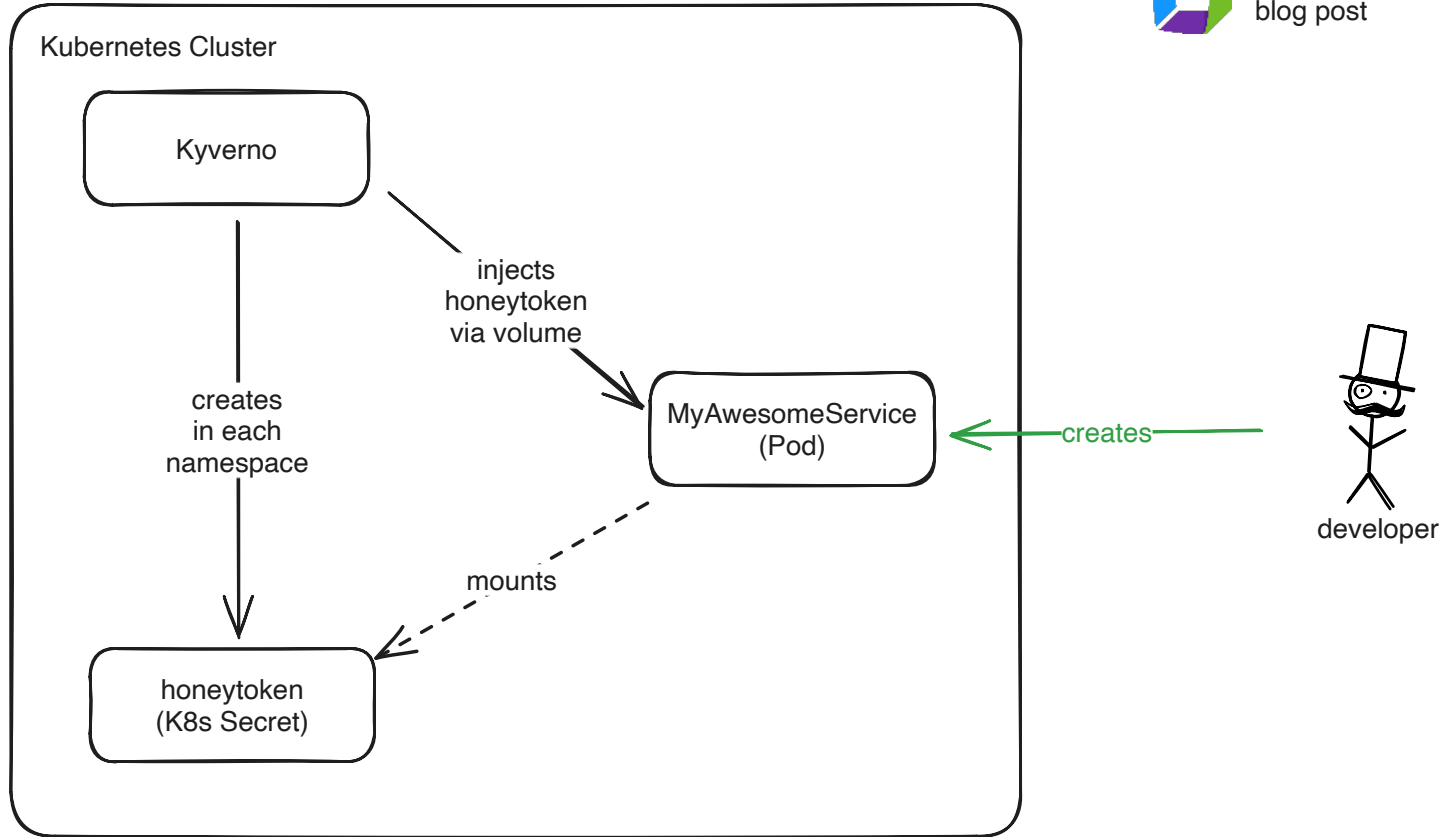 blog post
Kubernetes Cluster
Kyverno
injects
honeytoken
via volume
creates
in each
namespace
MyAwesomeService
(Pod)
creates
developer
mounts
honeytoken
(K8s Secret)